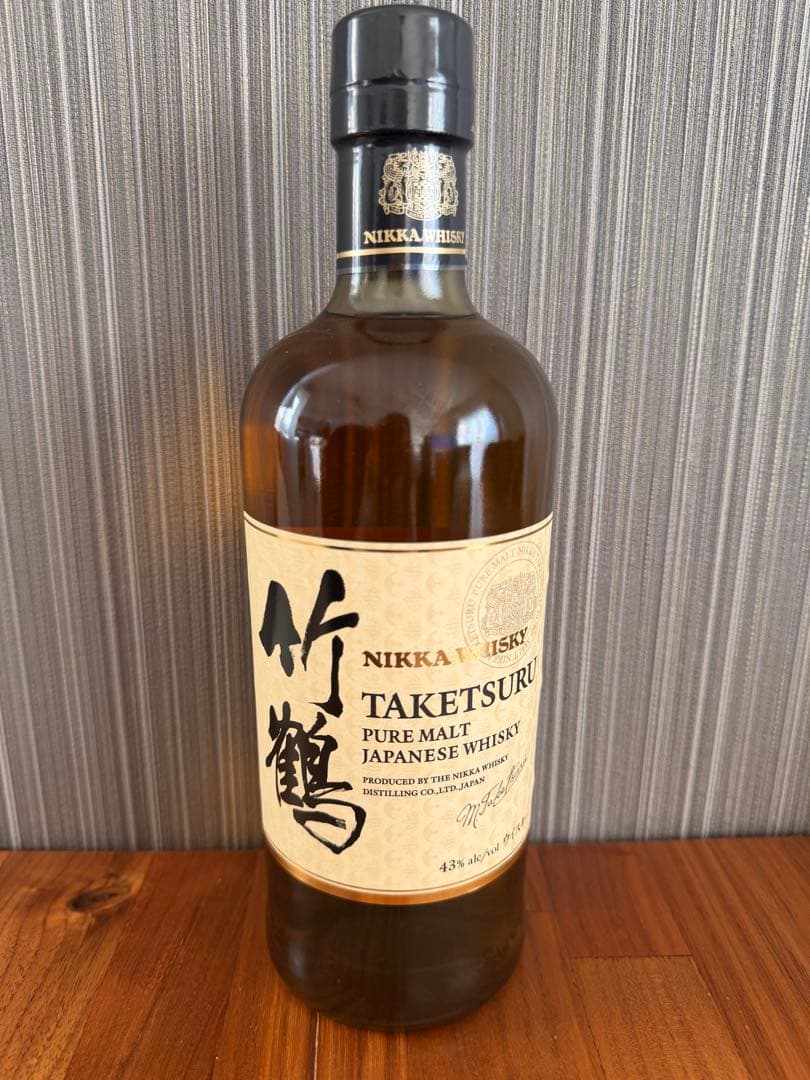 NIKKA WHISKY
竹鶴
NIKKA WHISKY
TAKETSURU
PURE MALT
JAPANESE WHISKY
PRODUCED BY THE NIKKA WHISKY
DISTILLING CO.,LTD.,JAPAN
43% alc/vol